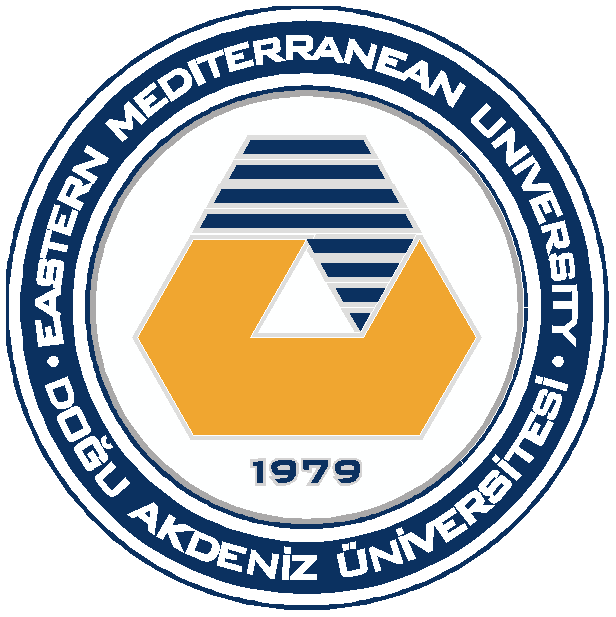 EASTERN MEDITERRANEAN UNIVERSITY
1979
• DOĞU AKDENİZ ÜNİVERSİTESİ •